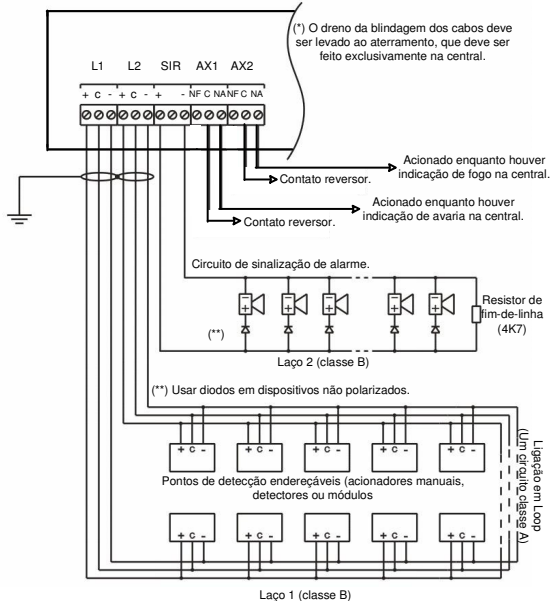 (*) O dreno da blindagem dos cabos deve
ser levado ao aterramento, que deve ser
feito exclusivamente na central.
L1 L2 SIR AX1 AX2
+ c - + c - + - NF C NA NF C NA
Acionado enquanto houver
indicação de fogo na central.
Contato reversor.
Acionado enquanto houver
indicação de avaria na central.
Contato reversor.
Circuito de sinalização de alarme.
+ + + + +
- - - - -
Resistor de
fim-de-linha
(4K7)
(**)
Laço 2 (classe B)
(**) Usar diodos em dispositivos não polarizados.
+ c - + c - + c - + c - + c -
Pontos de detecção endereçáveis (acionadores manuais,
detectores ou módulos
Ligação em Loop
(Um circuito classe A)
+ c - + c - + c - + c - + c -
Laço 1 (classe B)